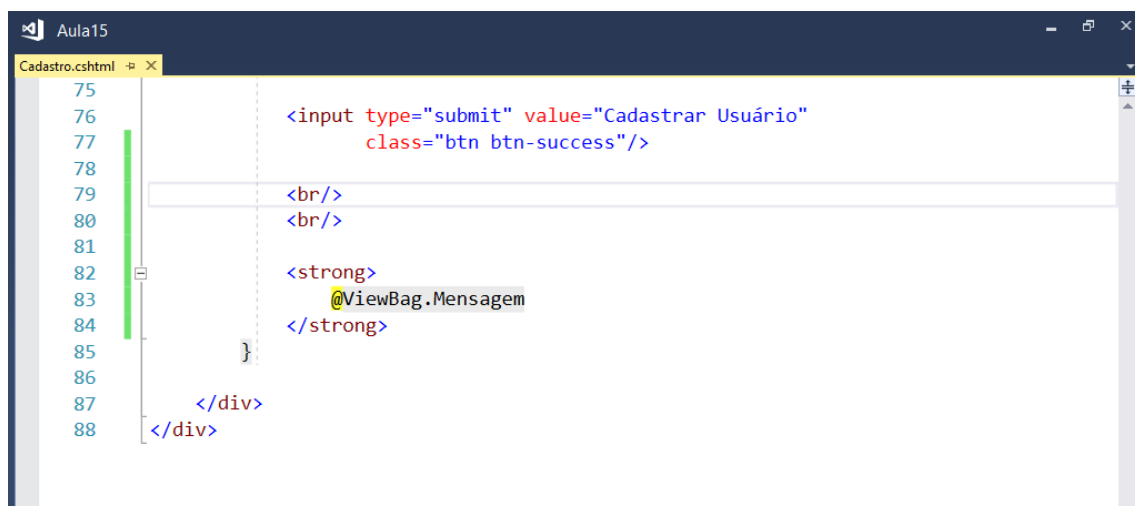 Aula15
Cadastro.cshtml
75
76 <input type="submit" value="Cadastrar Usuário"
77 class="btn btn-success"/>
78
79 <br/>
80 <br/>
81
82 <strong>
83 @ViewBag.Mensagem
84 </strong>
85 }
86
87 </div>
88 </div>